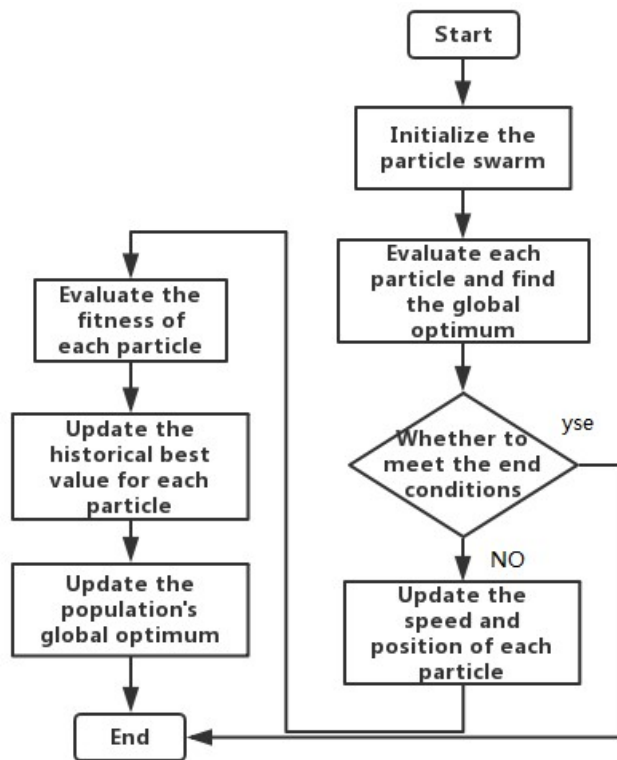 Start
Initialize the
particle swarm
Evaluate each
particle and find
the global
optimum
Whether to
meet the end
conditions
yse
NO
Update the
speed and
position of each
particle
Evaluate the
fitness of
each particle
Update the
historical best
value for each
particle
Update the
population's
global optimum
End